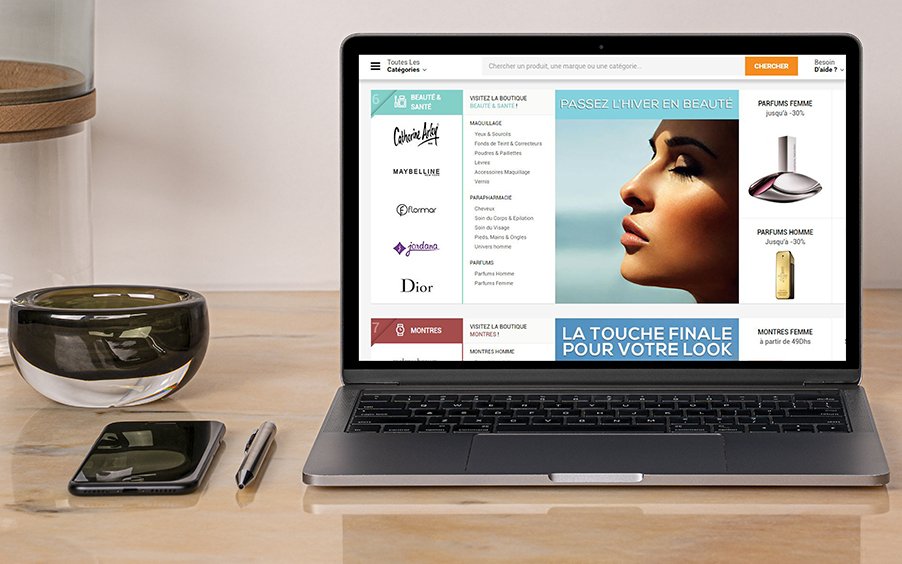 Toutes Les
Catégories
Chercher un produit, une marque ou une catégorie...
CHERCHER
Besoin
D'aide ?
6
BEAUTÉ &
SANTÉ
Catherine Arley
MAYBELLINE
flormar
jordana
Dior
VISITEZ LA BOUTIQUE
BEAUTÉ & SANTÉ !
MAQUILLAGE
Yeux & Sourcils
Fonds de Teint & Correcteurs
Poudres & Paillettes
Lèvres
Accessoires Maquillage
Vernis
PARAPHARMACIE
Cheveux
Soin du Corps & Epilation
Soin du Visage
Pieds, Mains & Ongles
Univers homme
PARFUMS
Parfums Homme
Parfums Femme
PASSEZ L'HIVER EN BEAUTÉ
PARFUMS FEMME
jusqu'à -30%
PARFUMS HOMME
Jusqu'à -30%
7
MONTRES
VISITEZ LA BOUTIQUE
MONTRES !
MONTRES HOMME
LA TOUCHE FINALE
POUR VOTRE LOOK
MONTRES FEMME
à partir de 49Dhs